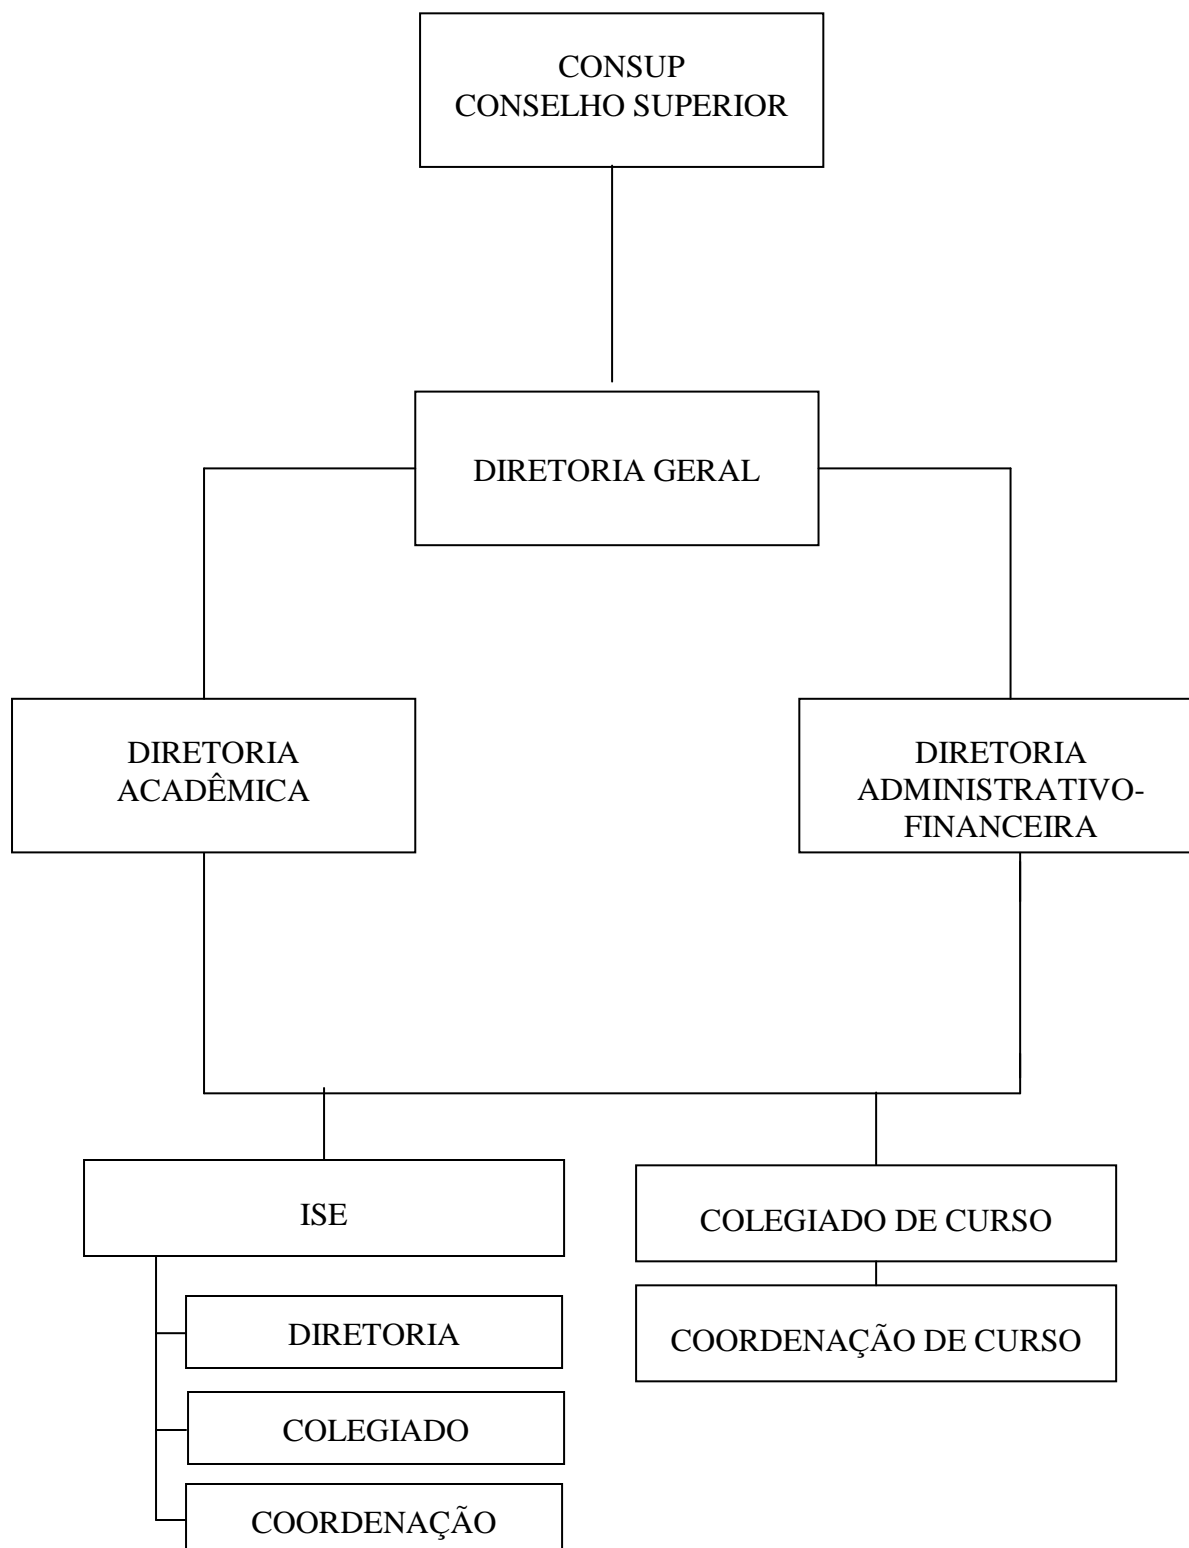 CONSUP
CONSELHO SUPERIOR
DIRETORIA GERAL
DIRETORIA
ACADÊMICA
DIRETORIA
ADMINISTRATIVO-
FINANCEIRA
ISE
DIRETORIA
COLEGIADO
COORDENAÇÃO
COLEGIADO DE CURSO
COORDENAÇÃO DE CURSO